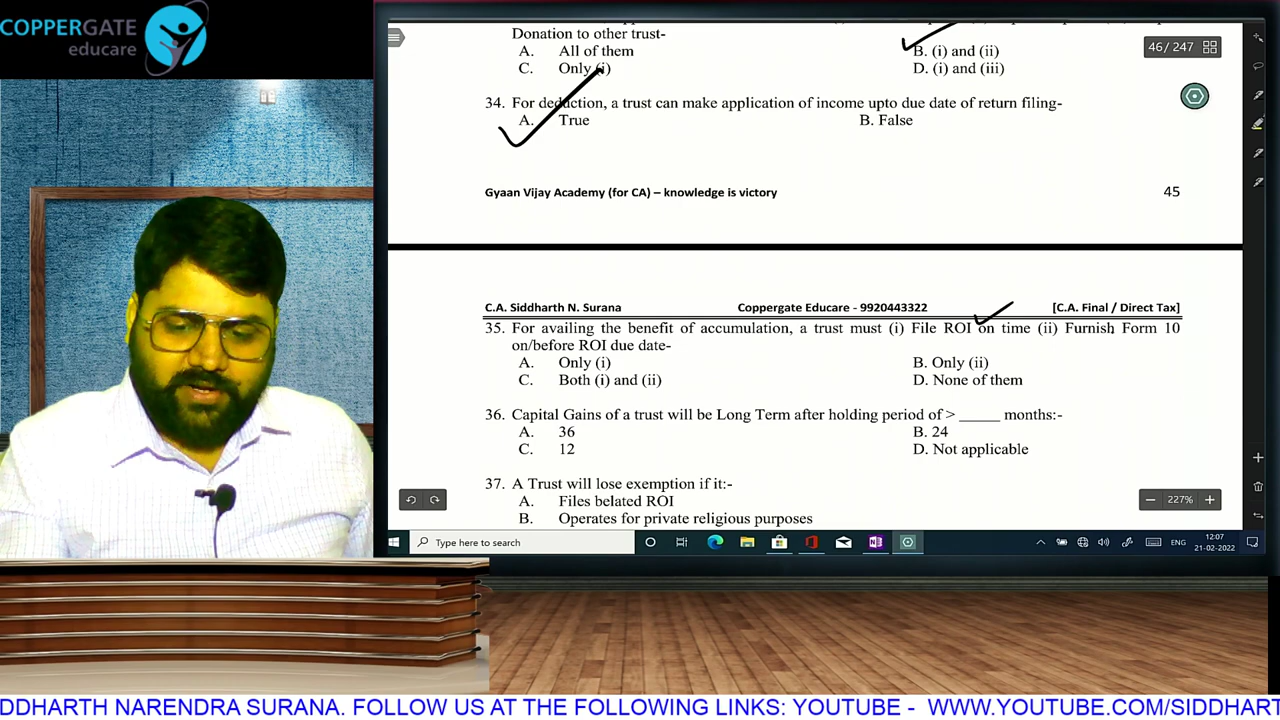 COPPERGATE
educare
Donation to other trust-
A. All of them B. (i) and (ii)
C. Only (i) D. (i) and (iii)
34. For deduction, a trust can make application of income upto due date of return filing-
A. True B. False
Gyaan Vijay Academy (for CA) – knowledge is victory 45
C.A. Siddharth N. Surana Coppergate Educare - 9920443322 [C.A. Final / Direct Tax]
35. For availing the benefit of accumulation, a trust must (i) File ROI on time (ii) Furnish Form 10
on/before ROI due date-
A. Only (i) B. Only (ii)
C. Both (i) and (ii) D. None of them
36. Capital Gains of a trust will be Long Term after holding period of > _____ months:-
A. 36 B. 24
C. 12 D. Not applicable
37. A Trust will lose exemption if it:-
A. Files belated ROI
B. Operates for private religious purposes
46/247
227%
Type here to search
ENG
12:07
21-02-2022
DDHARTH NARENDRA SURANA. FOLLOW US AT THE FOLLOWING LINKS: YOUTUBE - WWW.YOUTUBE.COM/SIDDHART